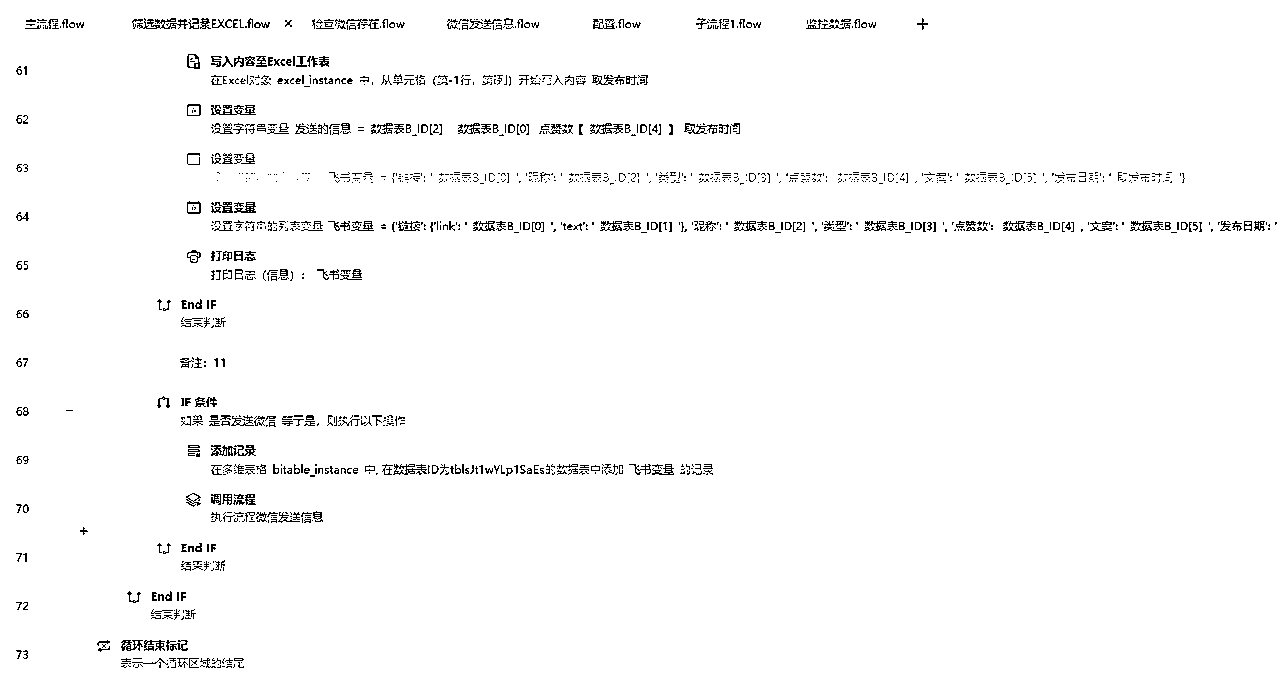 主流程.flow 筛选数据并记录EXCEL.flow × 检查微信存在.flow 微信发送信息.flow 配置.flow 子流程1.flow 监控数据.flow +
61 写入内容至Excel工作表
在Excel对象 excel_instance 中，从单元格（第-1行，第列）开始写入内容 取发布时间
62 设置变量
设置字符串变量 发送的信息 = 数据表B_ID[2] 数据表B_ID[0] 点赞数【 数据表B_ID[4] 】 取发布时间
63 设置变量
飞书变量 = {'链接': " 数据表B_ID[0] ", '昵称': " 数据表B_ID[2] ", '类型': " 数据表B_ID[3] ", '点赞数': 数据表B_ID[4] , '文案': " 数据表B_ID[5] ", '发布日期': " 取发布时间 "}
64 设置变量
设置字符串的列表变量 飞书变量 = {'链接': {'link': " 数据表B_ID[0] ", 'text': " 数据表B_ID[1] "}, '昵称': " 数据表B_ID[2] ", '类型': " 数据表B_ID[3] ", '点赞数': 数据表B_ID[4] , '文案': " 数据表B_ID[5] ", '发布日期': "
65 打印日志
打印日志（信息）： 飞书变量
66 End IF
结束判断
67 备注：11
68 IF 条件
如果 是否发送微信 等于是，则执行以下操作
69 添加记录
在多维表格 bitable_instance 中, 在数据表ID为tblsJt1wYLp1SaEs的数据表中添加 飞书变量 的记录
70 调用流程
执行流程微信发送信息
71 End IF
结束判断
72 End IF
结束判断
73 循环结束标记
表示一个循环区域的结尾